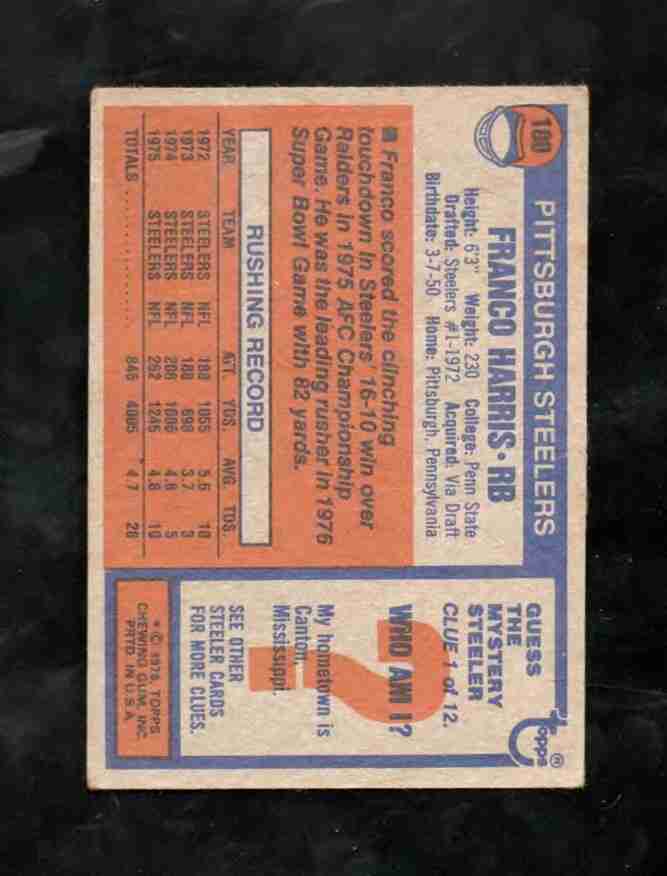 180
PITTSBURGH STEELERS
FRANCO HARRIS • RB
Height: 6'3" Weight: 230 College: Penn State
Drafted: Steelers #1-1972 Acquired: Via Draft
Birthdate: 3-7-50 Home: Pittsburgh, Pennsylvania
■ Franco scored the clinching
touchdown in Steelers' 16-10 win over
Raiders in 1975 AFC Championship
Game. He was the leading rusher in 1976
Super Bowl Game with 82 yards.
RUSHING RECORD
YEAR TEAM ATT. YDS. AVG. TDS.
1972 STEELERS NFL 188 1055 5.6 10
1973 STEELERS NFL 188 698 3.7 3
1974 STEELERS NFL 208 1006 4.8 5
1975 STEELERS NFL 262 1246 4.8 10
TOTALS .............. 846 4005 4.7 28
GUESS
THE
MYSTERY
STEELER
CLUE 1 of 12.
Topps ®
WHO AM I?
?
My hometown is
Canton,
Mississippi.
SEE OTHER
STEELER CARDS
FOR MORE CLUES.
* © 1976, TOPPS
CHEWING GUM, INC.
PRTD. IN U.S.A.